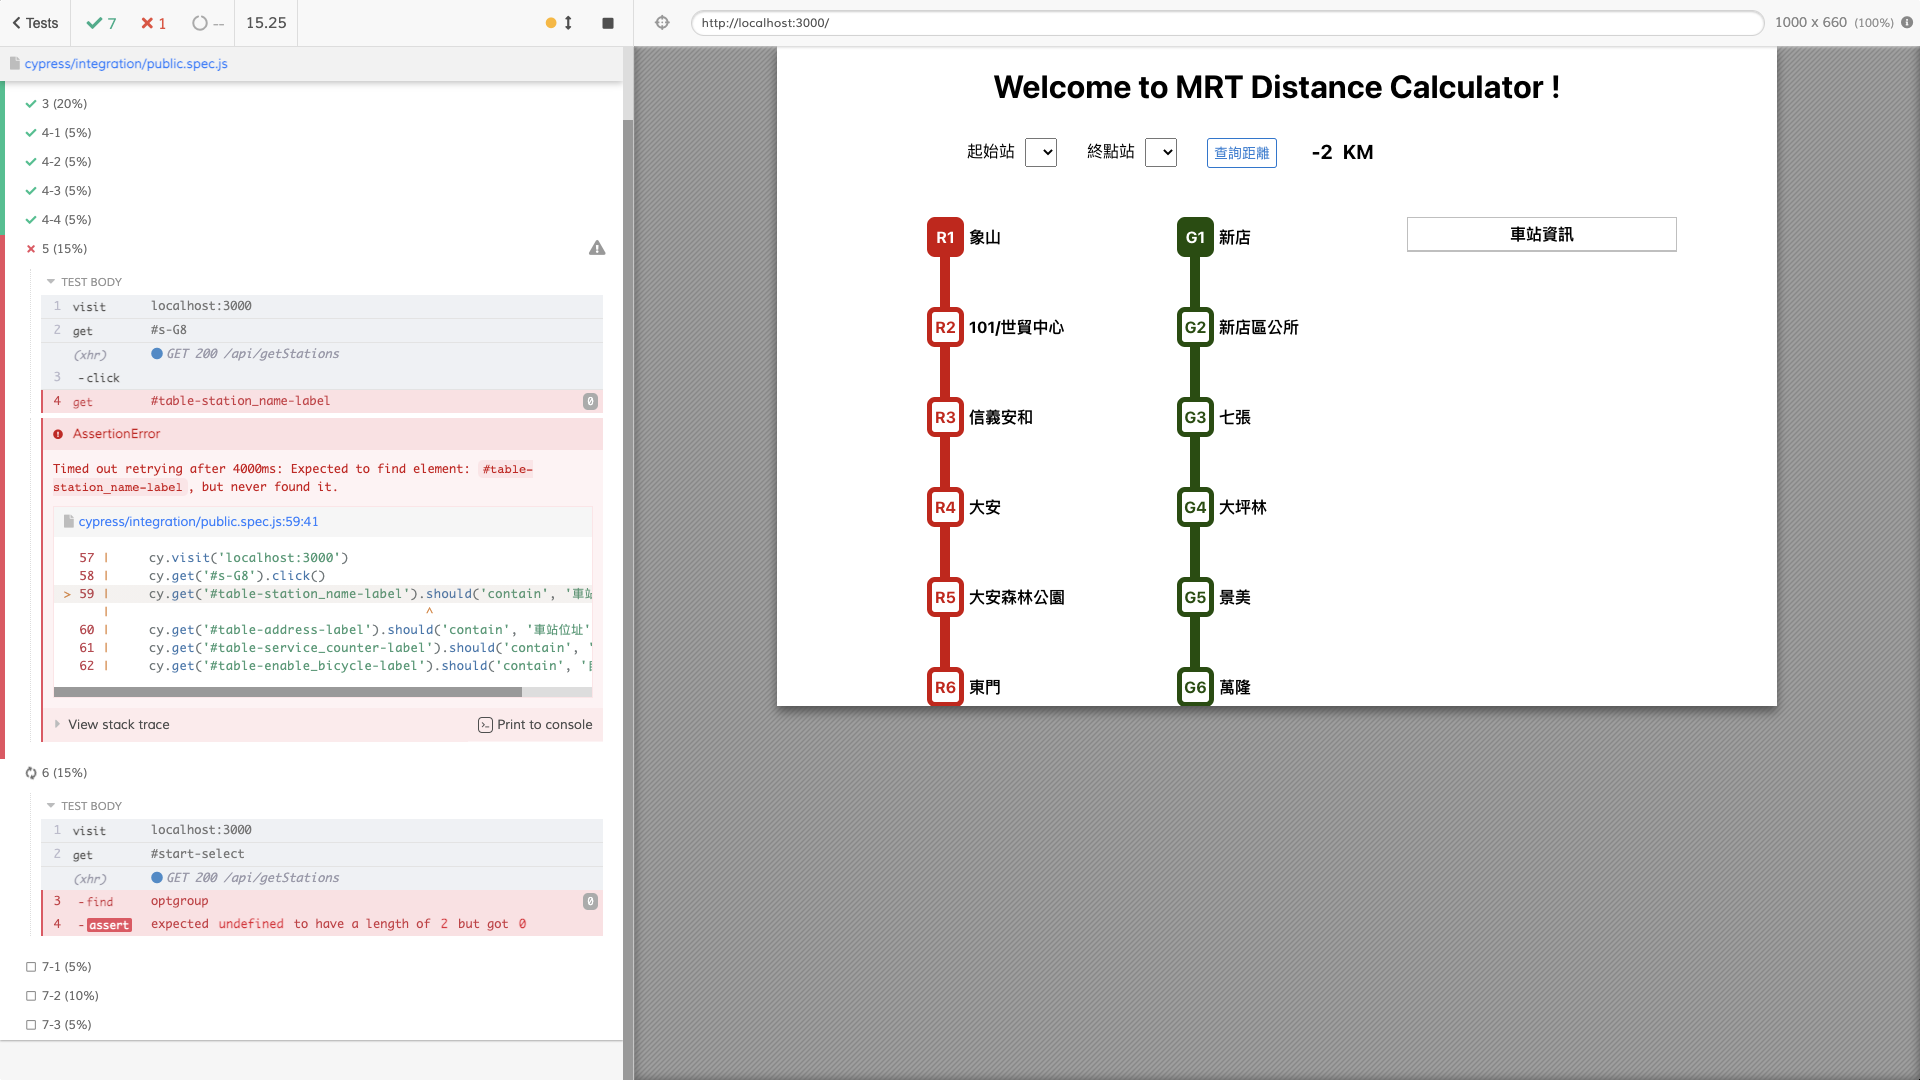 Tests
7
1
--
15.25
http://localhost:3000/
1000 x 660 (100%)
cypress/integration/public.spec.js
3 (20%)
4-1 (5%)
4-2 (5%)
4-3 (5%)
4-4 (5%)
5 (15%)
TEST BODY
1 visit localhost:3000
2 get #s-G8
(xhr) GET 200 /api/getStations
3 -click
4 get #table-station_name-label 0
AssertionError
Timed out retrying after 4000ms: Expected to find element: #table-
station_name-label, but never found it.
cypress/integration/public.spec.js:59:41
57 | cy.visit('localhost:3000')
58 | cy.get('#s-G8').click()
> 59 | cy.get('#table-station_name-label').should('contain', '車站
| ^
60 | cy.get('#table-address-label').should('contain', '車站位址'
61 | cy.get('#table-service_counter-label').should('contain', '
62 | cy.get('#table-enable_bicycle-label').should('contain', '
View stack trace
Print to console
6 (15%)
TEST BODY
1 visit localhost:3000
2 get #start-select
(xhr) GET 200 /api/getStations
3 -find optgroup 0
4 -assert expected undefined to have a length of 2 but got 0
7-1 (5%)
7-2 (10%)
7-3 (5%)
Welcome to MRT Distance Calculator !
起始站 終點站 查詢距離 -2 KM
R1 象山
R2 101/世貿中心
R3 信義安和
R4 大安
R5 大安森林公園
R6 東門
G1 新店
G2 新店區公所
G3 七張
G4 大坪林
G5 景美
G6 萬隆
車站資訊